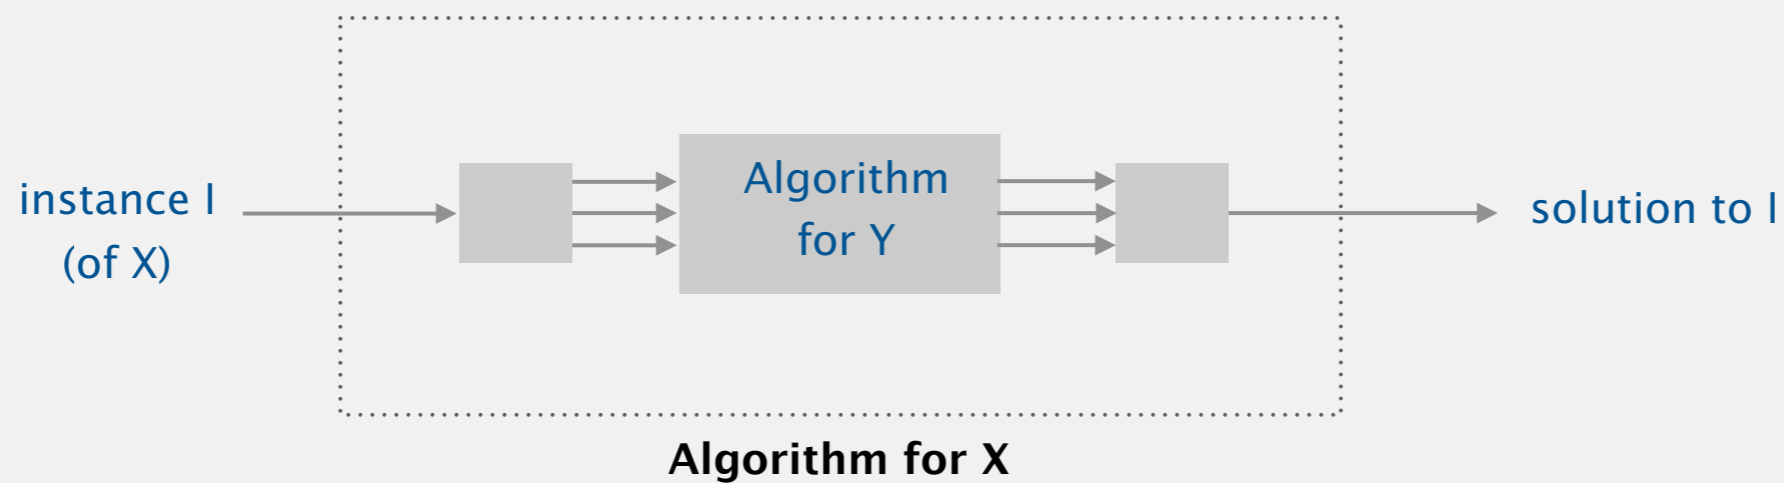 instance I
(of X)
Algorithm
for Y
solution to I
Algorithm for X